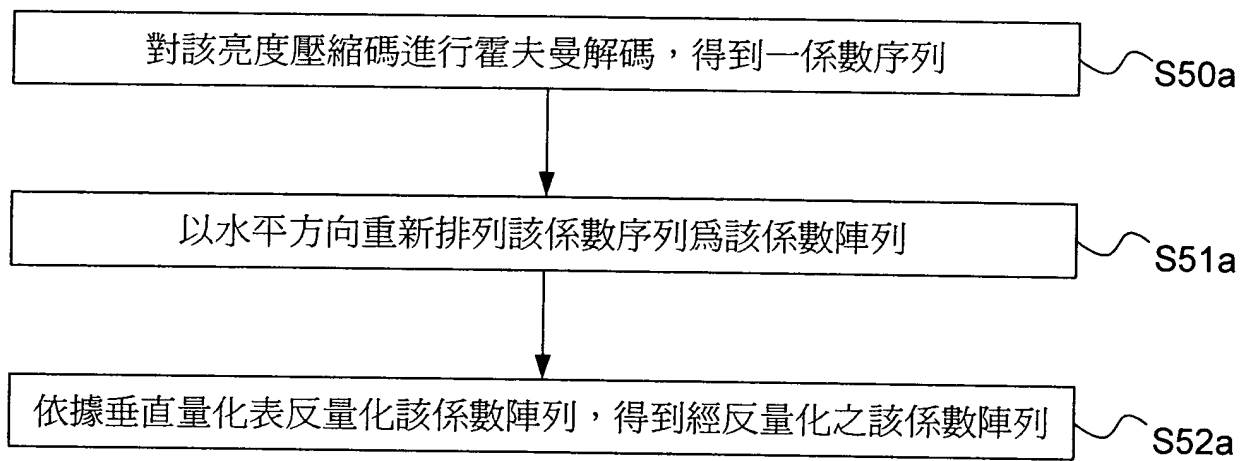 對該亮度壓縮碼進行霍夫曼解碼，得到一係數序列
S50a
以水平方向重新排列該係數序列爲該係數陣列
S51a
依據垂直量化表反量化該係數陣列，得到經反量化之該係數陣列
S52a